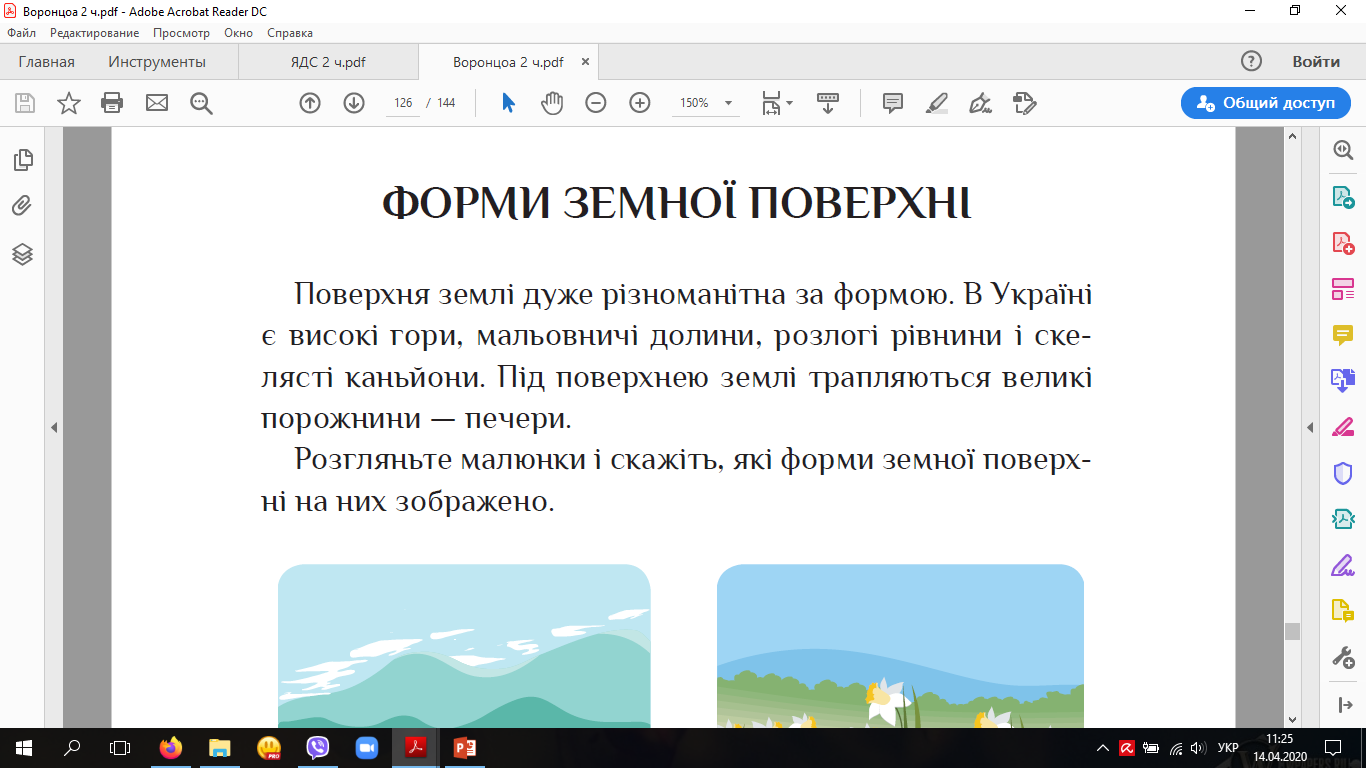 Воронцоа 2 ч.pdf - Adobe Acrobat Reader DC
Файл Редактирование Просмотр Окно Справка
Главная Инструменты ЯДС 2 ч.pdf Воронцоа 2 ч.pdf × Войти
126 / 144 150% Общий доступ
ФОРМИ ЗЕМНОЇ ПОВЕРХНІ
Поверхня землі дуже різноманітна за формою. В Україні
є високі гори, мальовничі долини, розлогі рівнини і ске-
лясті каньйони. Під поверхнею землі трапляються великі
порожнини — печери.
Розгляньте малюнки і скажіть, які форми земної поверх-
ні на них зображено.
PRO
УКР
11:25
14.04.2020